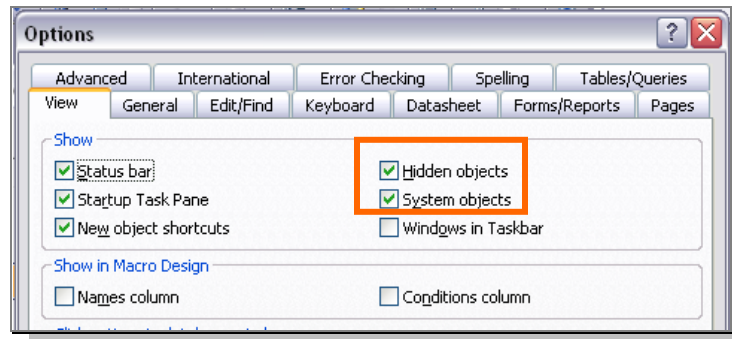 Options
Advanced International Error Checking Spelling Tables/Queries
View General Edit/Find Keyboard Datasheet Forms/Reports Pages
Show
Status bar Hidden objects
Startup Task Pane System objects
New object shortcuts Windows in Taskbar
Show in Macro Design
Names column Conditions column